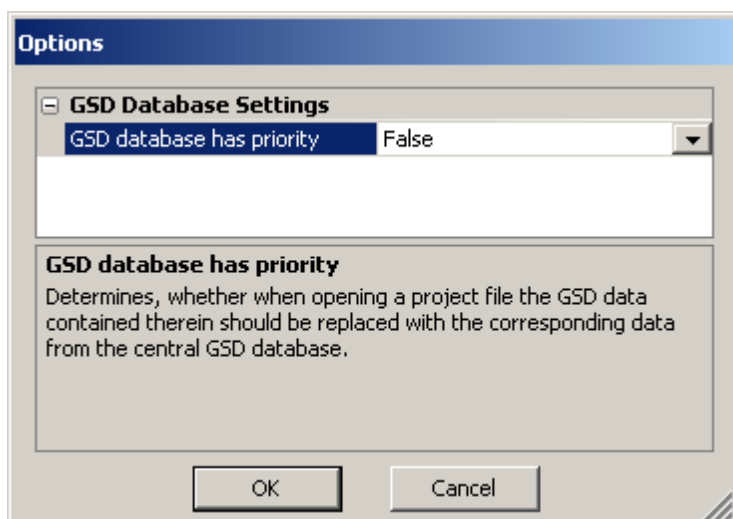 Options
GSD Database Settings
GSD database has priority False
GSD database has priority
Determines, whether when opening a project file the GSD data
contained therein should be replaced with the corresponding data
from the central GSD database.
OK Cancel